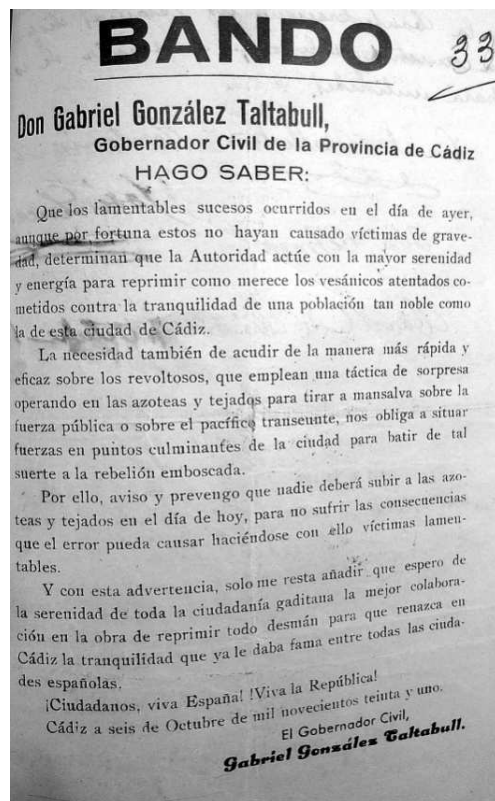 BANDO
33
Don Gabriel González Taltabull,
Gobernador Civil de la Provincia de Cádiz
HAGO SABER:
Que los lamentables sucesos ocurridos en el día de ayer,
aunque por fortuna estos no hayan causado víctimas de grave-
dad, determinan que la Autoridad actúe con la mayor serenidad
y energía para reprimir como merece los vesánicos atentados co-
metidos contra la tranquilidad de una población tan noble como
la de esta ciudad de Cádiz.
La necesidad también de acudir de la manera más rápida y
eficaz sobre los revoltosos, que emplean una táctica de sorpresa
operando en las azoteas y tejados para tirar a mansalva sobre la
fuerza pública o sobre el pacífico transeunte, nos obliga a situar
fuerzas en puntos culminantes de la ciudad para batir de tal
suerte a la rebelión emboscada.
Por ello, aviso y prevengo que nadie deberá subir a las azo-
teas y tejados en el día de hoy, para no sufrir las consecuencias
que el error pueda causar haciéndose con ello víctimas lamen-
tables.
Y con esta advertencia, solo me resta añadir que espero de
la serenidad de toda la ciudadanía gaditana la mejor colabora-
ción en la obra de reprimir todo desmán para que renazca en
Cádiz la tranquilidad que ya le daba fama entre todas las ciuda-
des españolas.
¡Ciudadanos, viva España! !Viva la República!
Cádiz a seis de Octubre de mil novecientos teinta y uno.
El Gobernador Civil,
Gabriel González Taltabull.